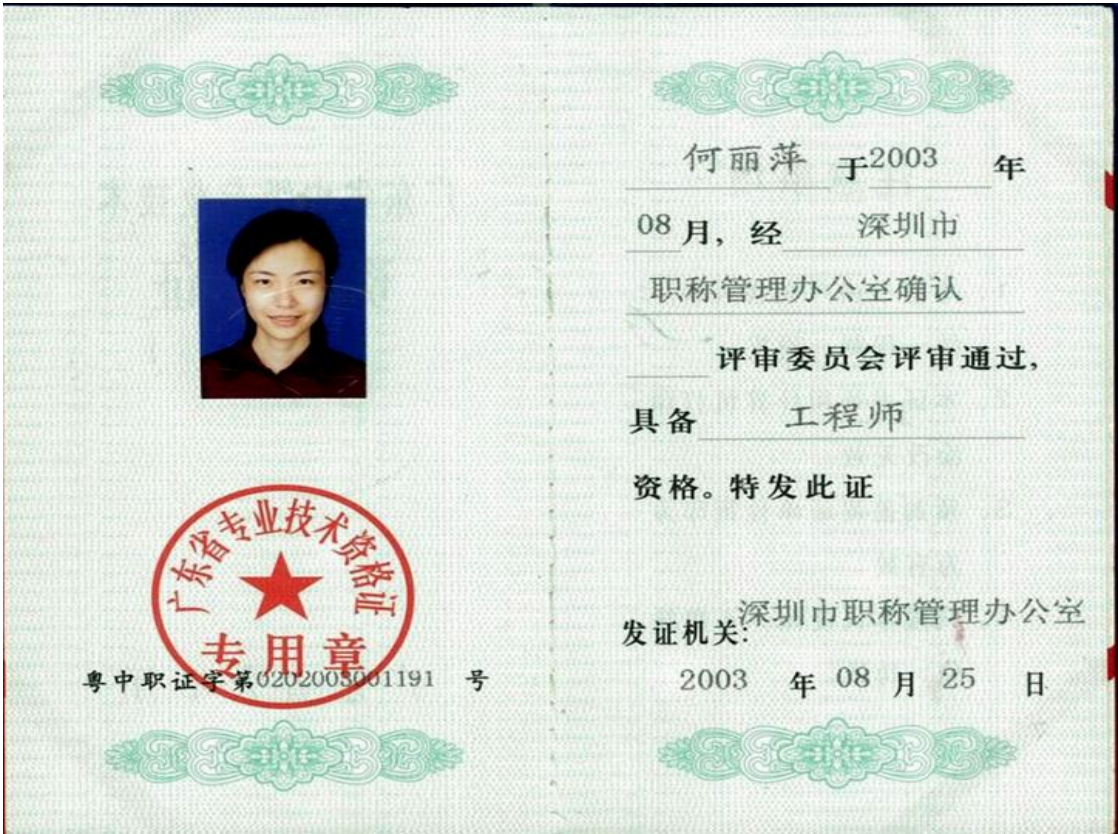 广东省专业技术资格证
专用章
粤中职证字第0202003001191 号
何丽萍 于2003 年
08月，经 深圳市
职称管理办公室确认
评审委员会评审通过，
具备 工程师
资格。特发此证
发证机关：深圳市职称管理办公室
2003 年 08 月 25 日